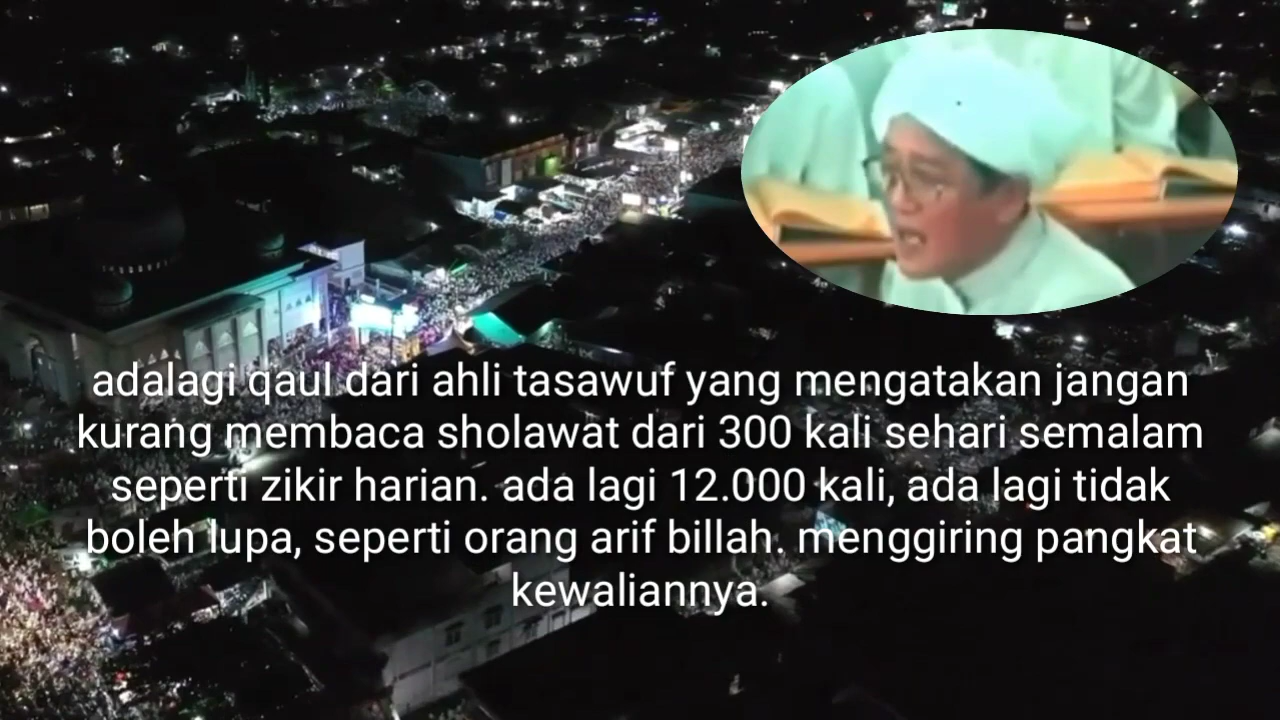 adalagi qaul dari ahli tasawuf yang mengatakan jangan
kurang membaca sholawat dari 300 kali sehari semalam
seperti zikir harian. ada lagi 12.000 kali, ada lagi tidak
boleh lupa, seperti orang arif billah. menggiring pangkat
kewaliannya.